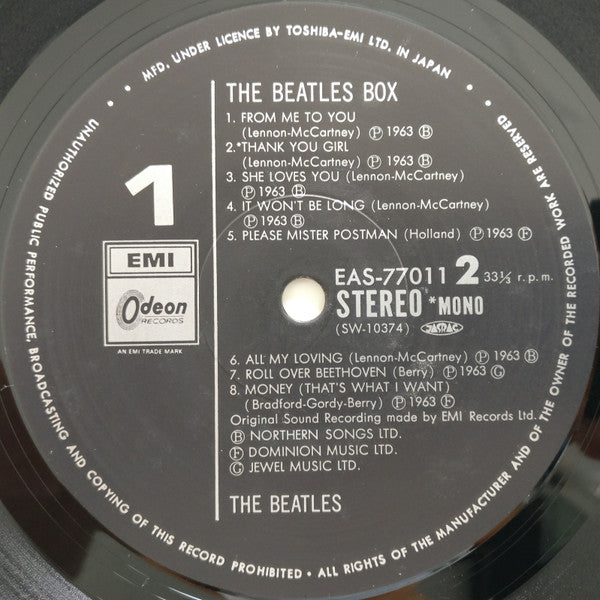 • MFD. UNDER LICENCE BY TOSHIBA-EMI LTD. IN JAPAN •
UNAUTHORIZED PUBLIC PERFORMANCE, BROADCASTING AND COPYING OF THIS RECORD PROHIBITED • ALL RIGHTS OF THE MANUFACTURER AND OF THE OWNER OF THE RECORDED WORK ARE RESERVED
1
EMI
Odeon
RECORDS
AN EMI TRADE MARK
THE BEATLES BOX
1. FROM ME TO YOU
(Lennon-McCartney) Ⓟ 1963 Ⓑ
2.*THANK YOU GIRL
(Lennon-McCartney) Ⓟ 1963 Ⓑ
3. SHE LOVES YOU (Lennon-McCartney)
Ⓟ 1963 Ⓑ
4. IT WON'T BE LONG (Lennon-McCartney)
Ⓟ 1963 Ⓑ
5. PLEASE MISTER POSTMAN (Holland) Ⓟ 1963 Ⓕ
EAS-77011 2 33⅓ r.p.m.
STEREO *MONO
(SW-10374) JASRAC
6. ALL MY LOVING (Lennon-McCartney) Ⓟ 1963 Ⓑ
7. ROLL OVER BEETHOVEN (Berry) Ⓟ 1963 Ⓖ
8. MONEY (THAT'S WHAT I WANT)
(Bradford-Gordy-Berry) Ⓟ 1963 Ⓕ
Original Sound Recording made by EMI Records Ltd.
Ⓑ NORTHERN SONGS LTD.
Ⓕ DOMINION MUSIC LTD.
Ⓖ JEWEL MUSIC LTD.
THE BEATLES